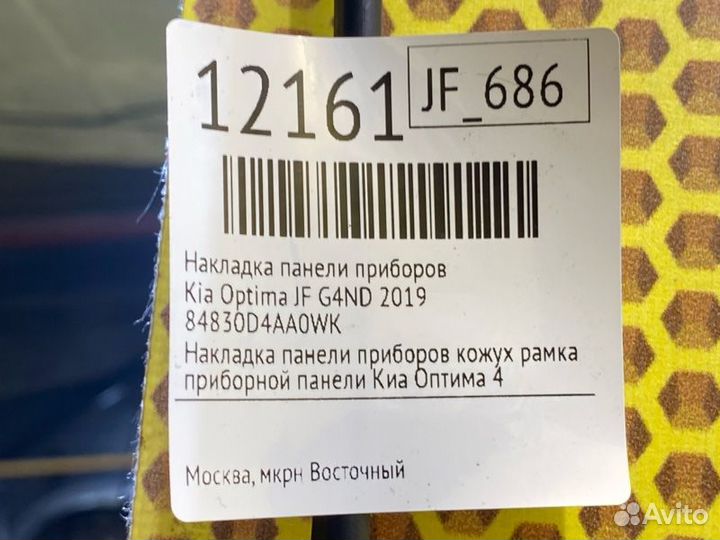 12161
JF_686
Накладка панели приборов
Kia Optima JF G4ND 2019
84830D4AA0WK
Накладка панели приборов кожух рамка
приборной панели Киа Оптима 4
Москва, мкрн Восточный
Avito